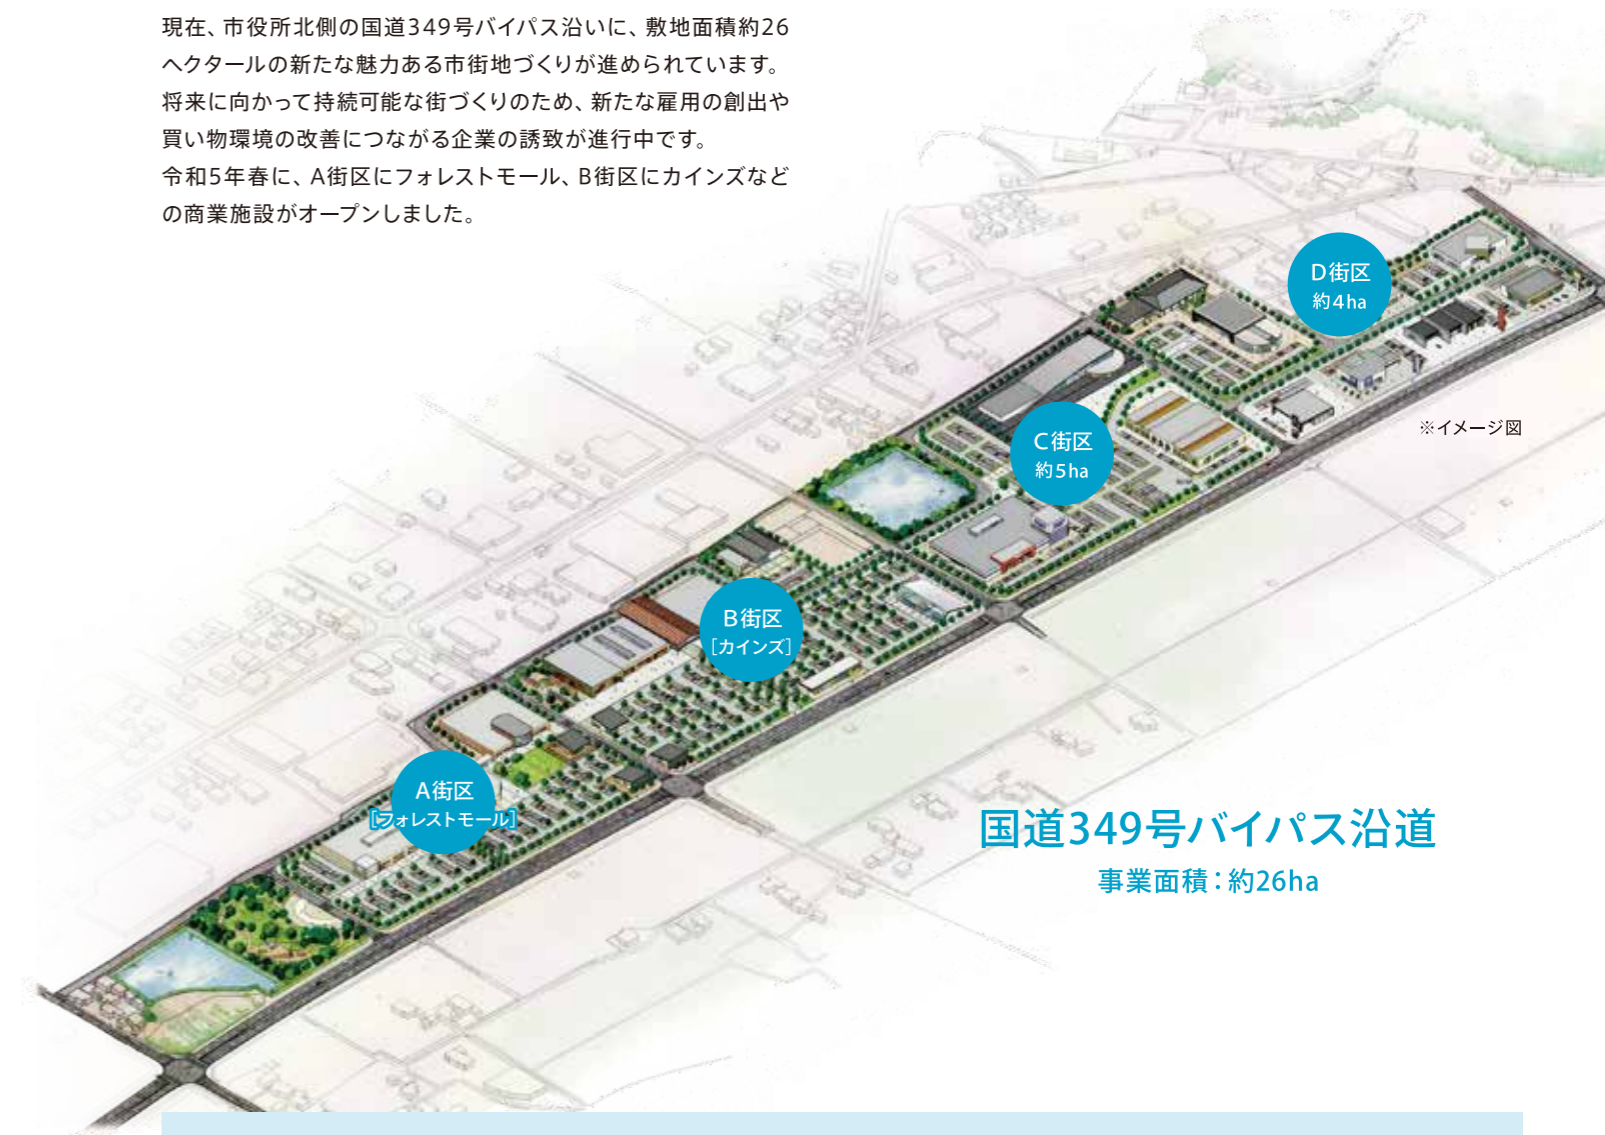 現在、市役所北側の国道349号バイパス沿いに、敷地面積約26
ヘクタールの新たな魅力ある市街地づくりが進められています。
将来に向かって持続可能な街づくりのため、新たな雇用の創出や
買い物環境の改善につながる企業の誘致が進行中です。
令和5年春に、A街区にフォレストモール、B街区にカインズなど
の商業施設がオープンしました。
D街区
約4ha
※イメージ図
C街区
約5ha
B街区
[カインズ]
A街区
[フォレストモール]
国道349号バイパス沿道
事業面積：約26ha